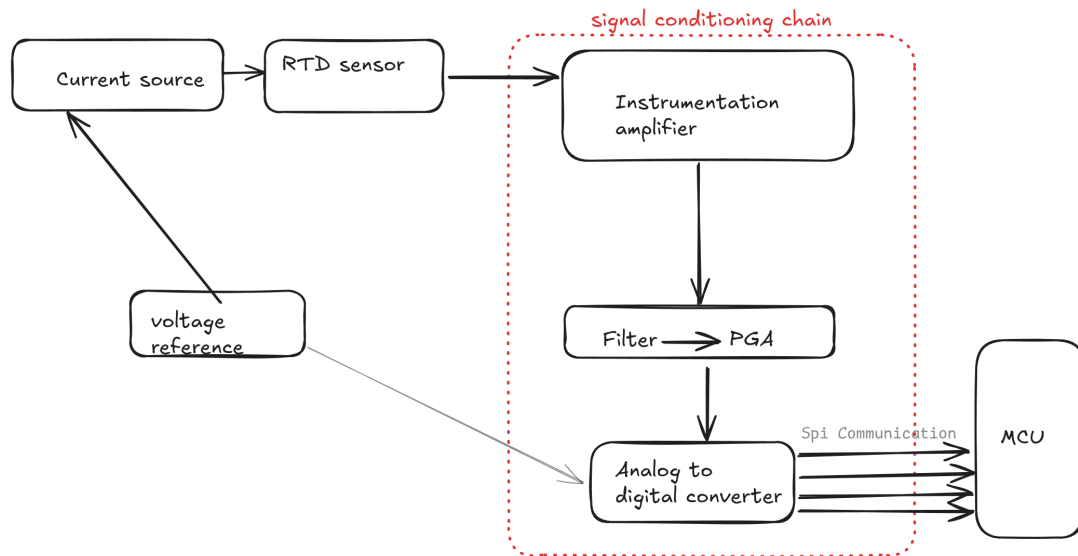 signal conditioning chain
Current source
RTD sensor
Instrumentation
amplifier
voltage
reference
Filter PGA
Spi Communication
MCU
Analog to
digital converter